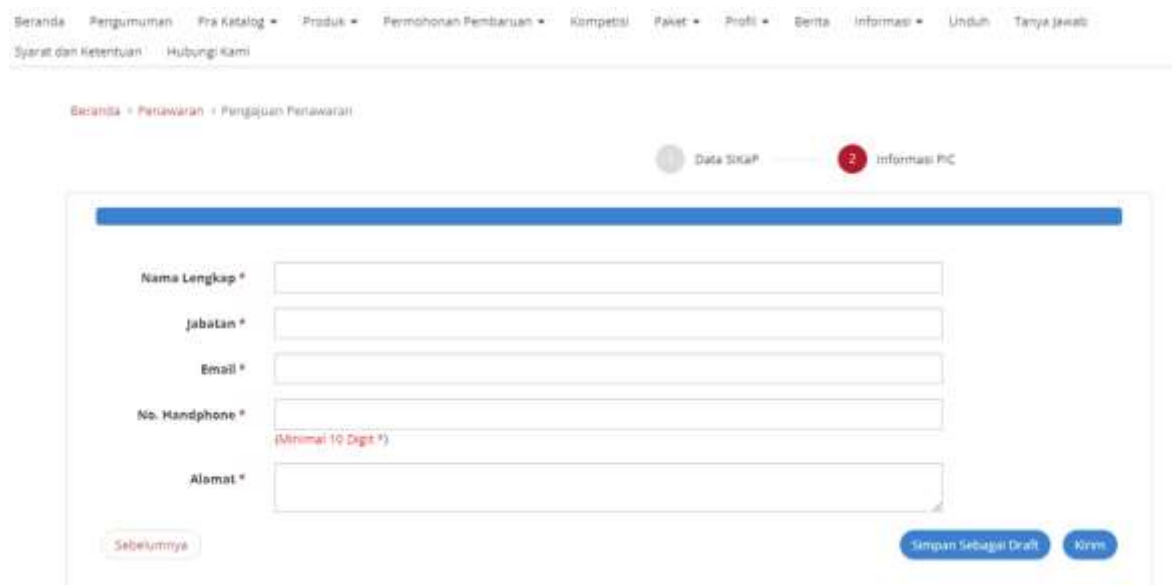 Beranda Pengumuman Pra Katalog Produk Permohonan Pembaruan Kompetisi Paket Profil Berita Informasi Unduh Tanya Jawab
Syarat dan Ketentuan Hubungi Kami
Beranda > Penawaran > Pengajuan Penawaran
1 Data SIKaP 2 Informasi PIC
Nama Lengkap *
Jabatan *
Email *
No. Handphone *
(Minimal 10 Digit *)
Alamat *
Sebelumnya Simpan Sebagai Draft Kirim